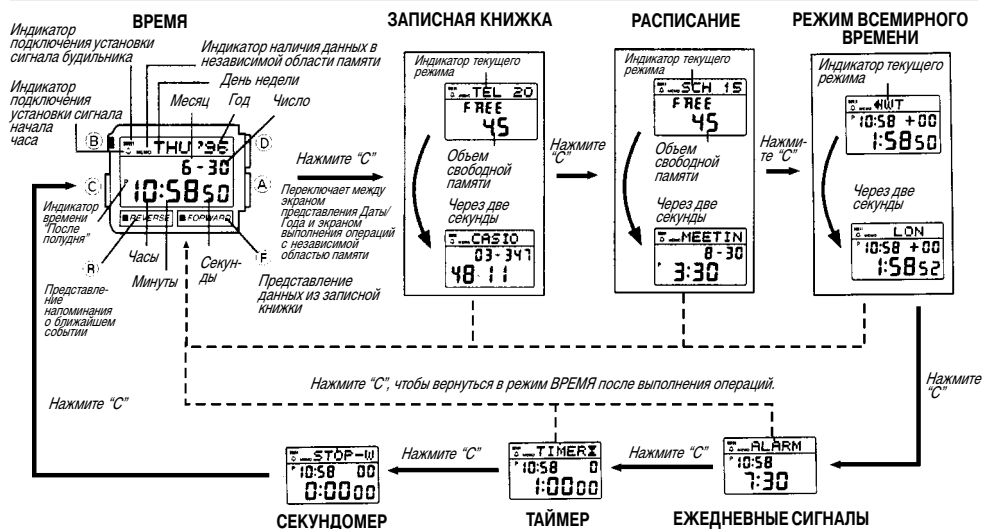 ВРЕМЯ
Индикатор
подключения установки
сигнала будильника
Индикатор наличия данных в
независимой области памяти
День недели
Месяц
Год
Число
Индикатор
подключения
установки сигнала
начала
часа
B
D
C
A
THU '96
MEMO
6-30
P
10:58 50
REVERSE
FORWARD
Индикатор
времени
"После
полудня"
Часы
Минуты
Секун-
ды
R
F
Представле-
ние
напоминания
о ближайшем
событии
Представление
данных из записной
книжки
Нажмите "C"
Переключает между
экраном
представления Даты/
Года и экраном
выполнения операций
с независимой
областью памяти
ЗАПИСНАЯ КНИЖКА
Индикатор текущего
режима
TEL 20
FREE
45
Объем
свободной
памяти
Через две
секунды
CASIO
03-347
48 11
Нажмите
"C"
РАСПИСАНИЕ
Индикатор текущего
режима
SCH 15
FREE
45
Объем
свободной
памяти
Через две
секунды
MEETIN
8-30
P
3:30
Нажми-
те "C"
РЕЖИМ ВСЕМИРНОГО
ВРЕМЕНИ
Индикатор текущего
режима
WT
P 10:58 +00
1:58 50
Через две
секунды
LON
P 10:58 +00
1:58 52
Нажмите
"C"
Нажмите "C", чтобы вернуться в режим ВРЕМЯ после выполнения операций.
Нажмите "C"
STOP-W
P 10:58 00
0:00 00
СЕКУНДОМЕР
Нажмите "C"
TIMER
P 10:58 0
1:00 00
ТАЙМЕР
Нажмите "C"
ALARM
P 10:58
7:30
ЕЖЕДНЕВНЫЕ СИГНАЛЫ